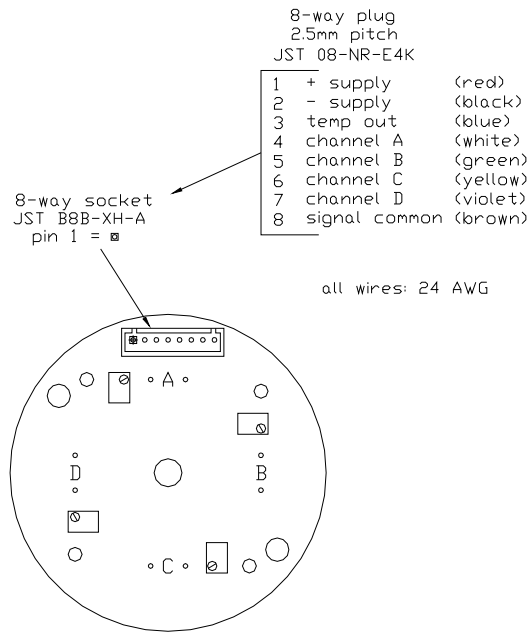 8-way plug
2.5mm pitch
JST 08-NR-E4K
1 + supply (red)
2 - supply (black)
3 temp out (blue)
4 channel A (white)
5 channel B (green)
6 channel C (yellow)
7 channel D (violet)
8 signal common (brown)
8-way socket
JST B8B-XH-A
pin 1 =
all wires: 24 AWG
A
D
B
C